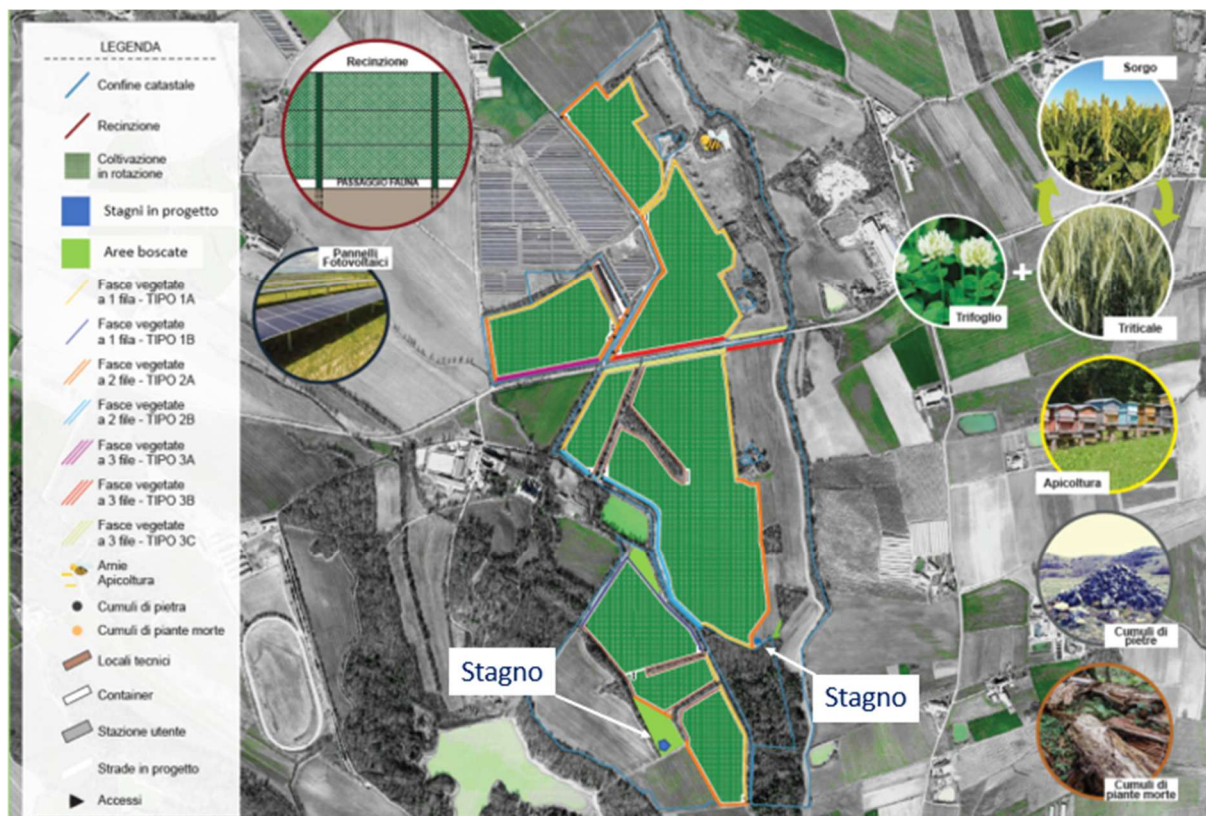 LEGENDA
Confine catastale
Recinzione
Coltivazione
in rotazione
Stagni in progetto
Aree boscate
Fasce vegetate
a 1 fila - TIPO 1A
Fasce vegetate
a 1 fila - TIPO 1B
Fasce vegetate
a 2 file - TIPO 2A
Fasce vegetate
a 2 file - TIPO 2B
Fasce vegetate
a 3 file - TIPO 3A
Fasce vegetate
a 3 file - TIPO 3B
Fasce vegetate
a 3 file - TIPO 3C
Arnie
Apicoltura
Cumuli di pietra
Cumuli di piante morte
Locali tecnici
Container
Stazione utente
Strade in progetto
Accessi
Recinzione
PASSAGGIO FAUNA
Pannelli
Fotovoltaici
Sorgo
Trifoglio
+
Triticale
Apicoltura
Cumuli di
pietre
Cumuli di
piante morte
Stagno
Stagno